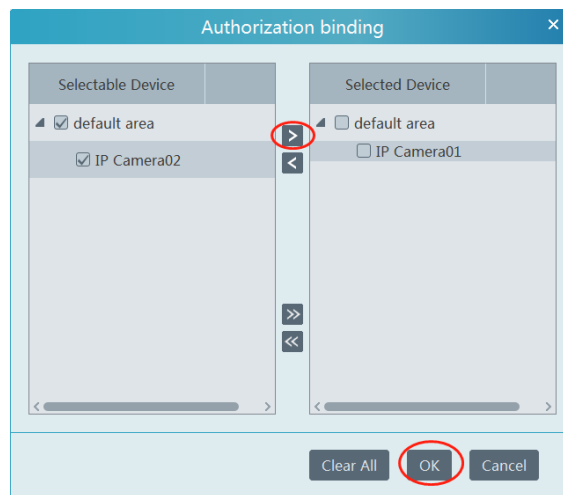 Authorization binding
Selectable Device
Selected Device
default area
default area
IP Camera02
IP Camera01
Clear All
OK
Cancel